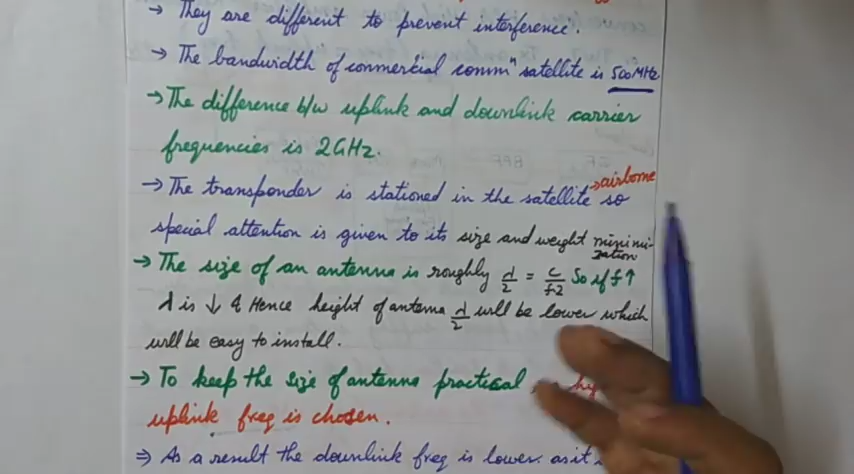 → They are different to prevent interference.
→ The bandwidth of commercial commⁿ satellite is 500MHz
→ The difference b/w uplink and downlink carrier
frequencies is 2GHz.
→ The transponder is stationed in the satellite →airborne so
special attention is given to its size and weight minimi-
zation
→ The size of an antenna is roughly λ/2 = c/f.2 So if f↑
λ is ↓ & Hence height of antenna λ/2 will be lower which
will be easy to install.
→ To keep the size of antenna practical
uplink freq is chosen.
⇒ As a result the downlink freq is lower. as it